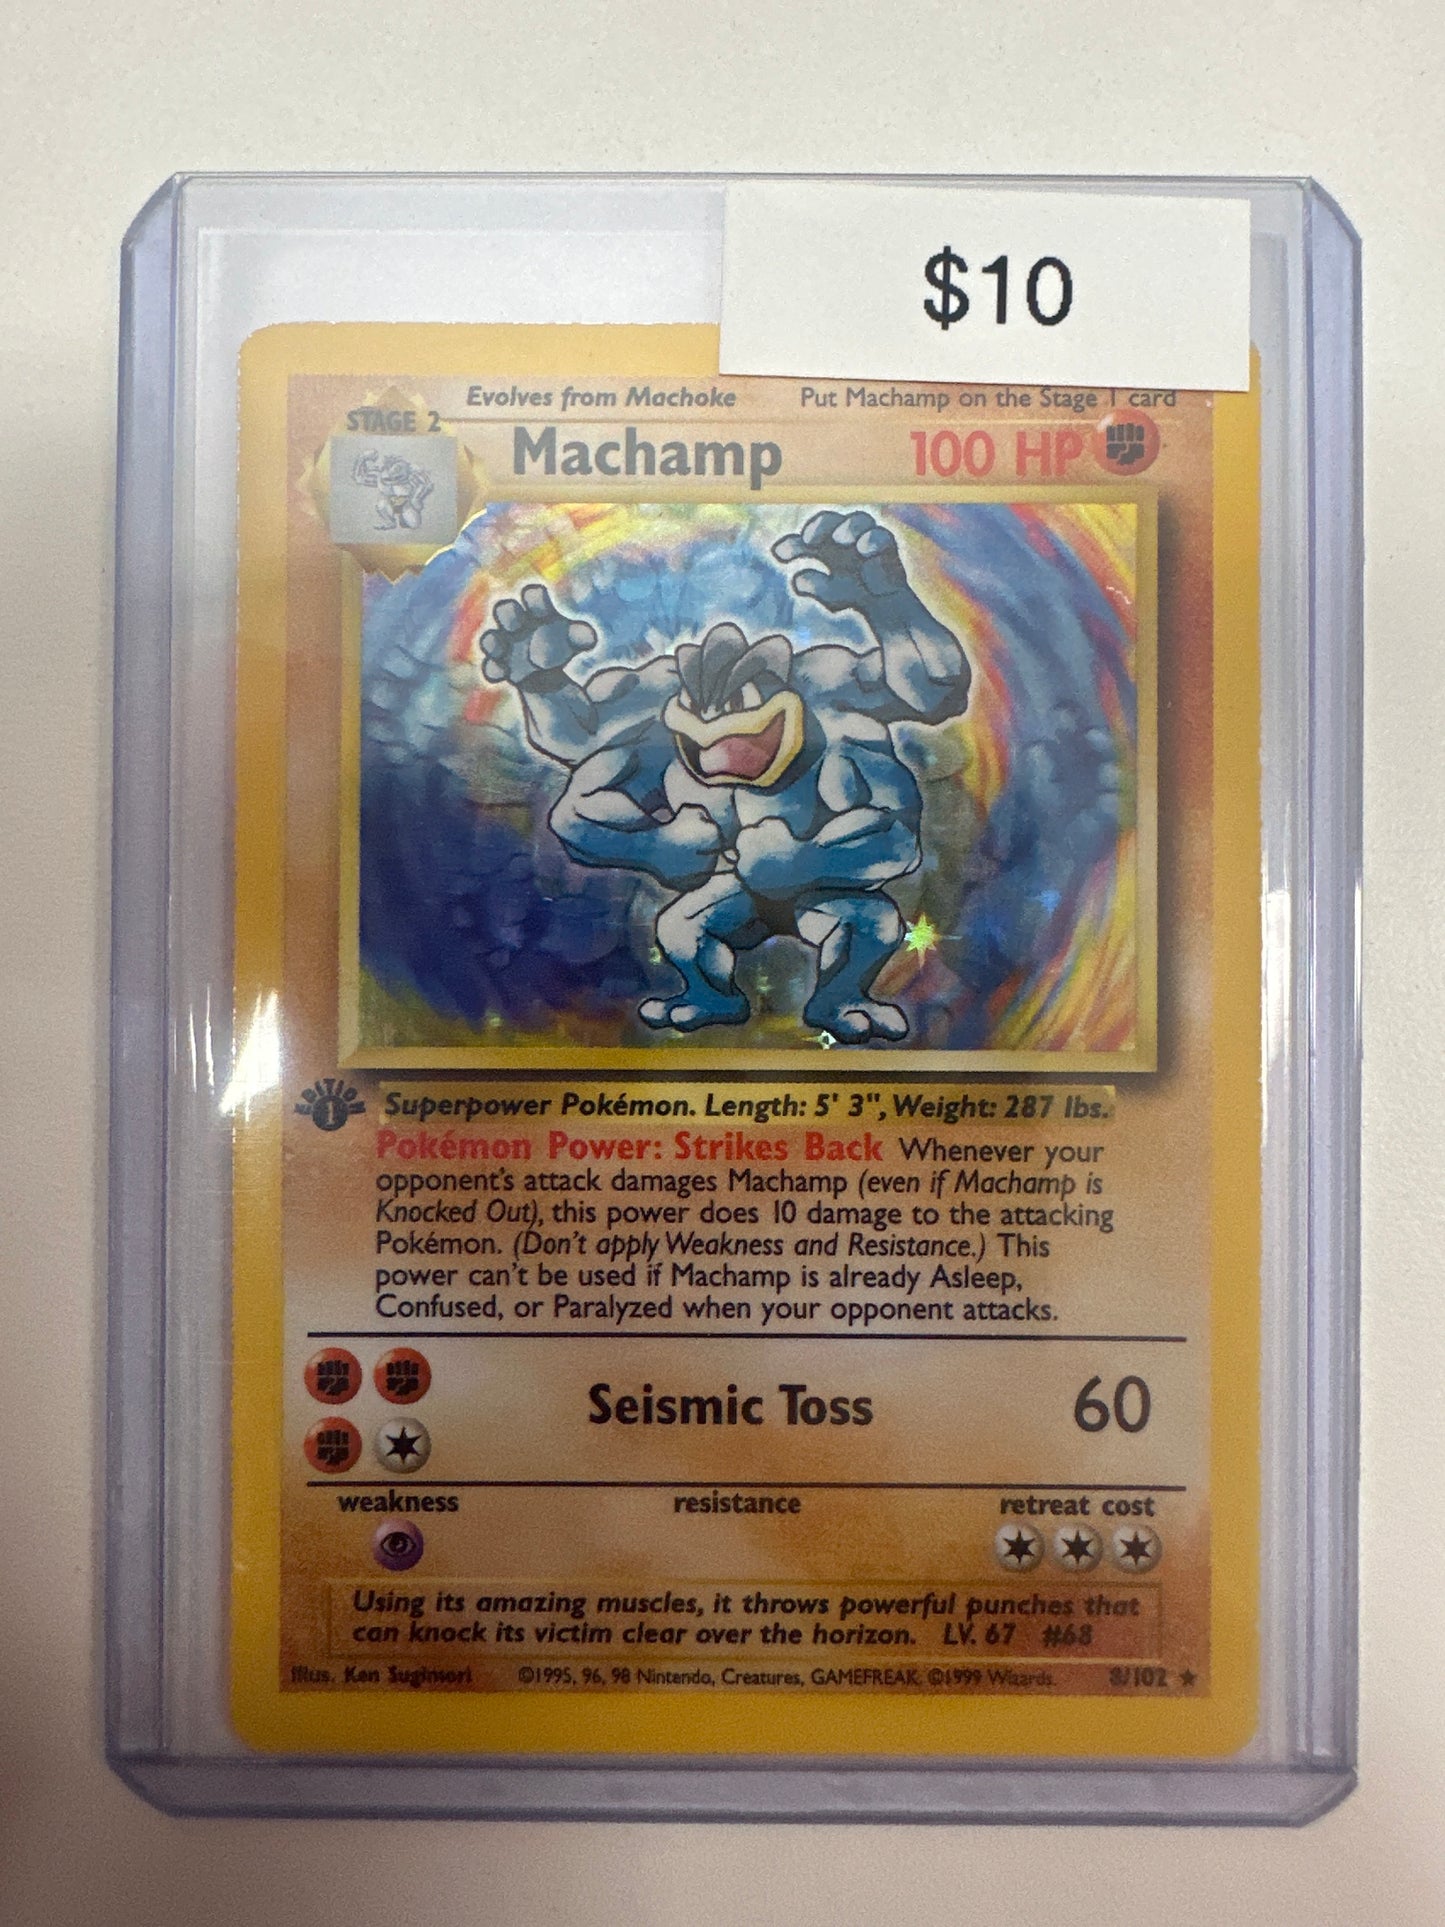 $10
Evolves from Machoke Put Machamp on the Stage 1 card
STAGE 2
Machamp 100 HP
EDITION
1
Superpower Pokémon. Length: 5' 3", Weight: 287 lbs.
Pokémon Power: Strikes Back Whenever your
opponent's attack damages Machamp (even if Machamp is
Knocked Out), this power does 10 damage to the attacking
Pokémon. (Don't apply Weakness and Resistance.) This
power can't be used if Machamp is already Asleep,
Confused, or Paralyzed when your opponent attacks.
Seismic Toss 60
weakness resistance retreat cost
Using its amazing muscles, it throws powerful punches that
can knock its victim clear over the horizon. LV. 67 #68
Illus. Ken Sugimori ©1995, 96, 98 Nintendo, Creatures, GAMEFREAK. ©1999 Wizards. 8/102 ★